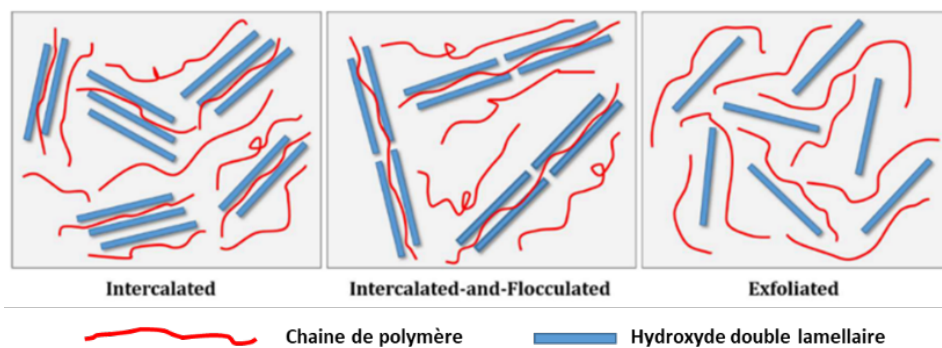 Intercalated
Intercalated-and-Flocculated
Exfoliated
Chaine de polymère
Hydroxyde double lamellaire